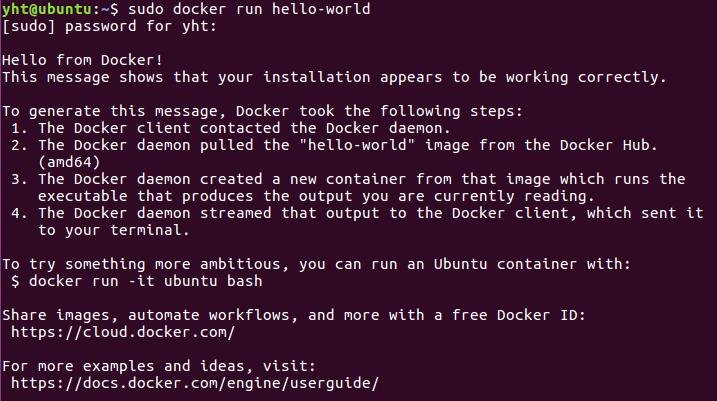 yht@ubuntu:~$ sudo docker run hello-world
[sudo] password for yht:
Hello from Docker!
This message shows that your installation appears to be working correctly.
To generate this message, Docker took the following steps:
1. The Docker client contacted the Docker daemon.
2. The Docker daemon pulled the "hello-world" image from the Docker Hub.
(amd64)
3. The Docker daemon created a new container from that image which runs the
executable that produces the output you are currently reading.
4. The Docker daemon streamed that output to the Docker client, which sent it
to your terminal.
To try something more ambitious, you can run an Ubuntu container with:
$ docker run -it ubuntu bash
Share images, automate workflows, and more with a free Docker ID:
https://cloud.docker.com/
For more examples and ideas, visit:
https://docs.docker.com/engine/userguide/